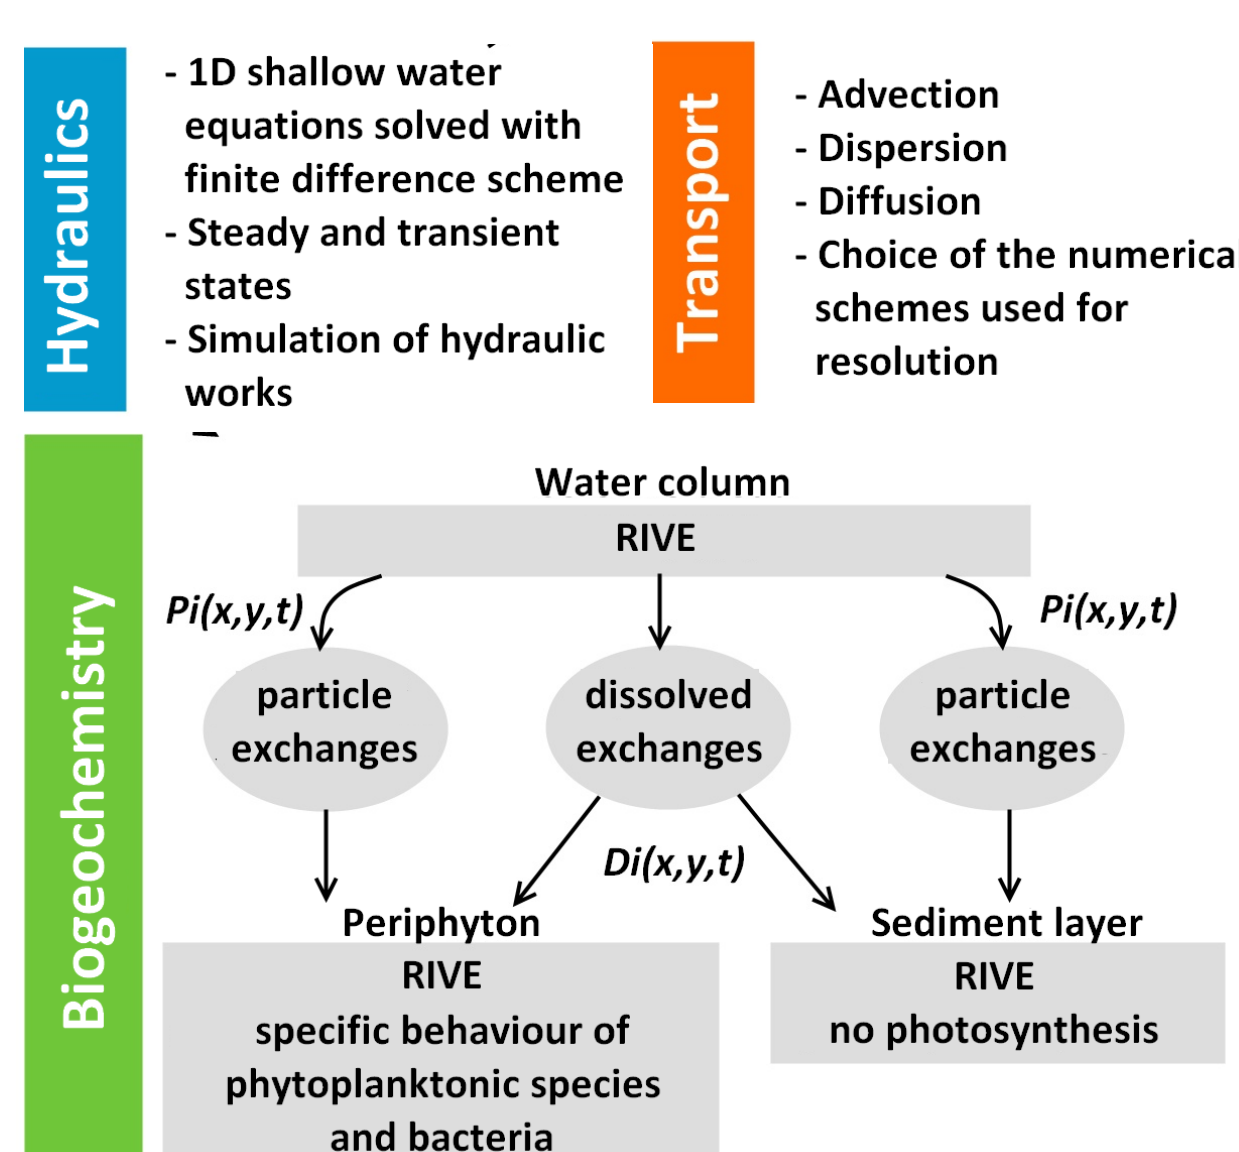 Hydraulics
- 1D shallow water
equations solved with
finite difference scheme
- Steady and transient
states
- Simulation of hydraulic
works
Transport
- Advection
- Dispersion
- Diffusion
- Choice of the numerical
schemes used for
resolution
Biogeochemistry
Water column
RIVE
Pi(x,y,t)
Pi(x,y,t)
particle
exchanges
dissolved
exchanges
particle
exchanges
Di(x,y,t)
Periphyton
RIVE
specific behaviour of
phytoplanktonic species
and bacteria
Sediment layer
RIVE
no photosynthesis